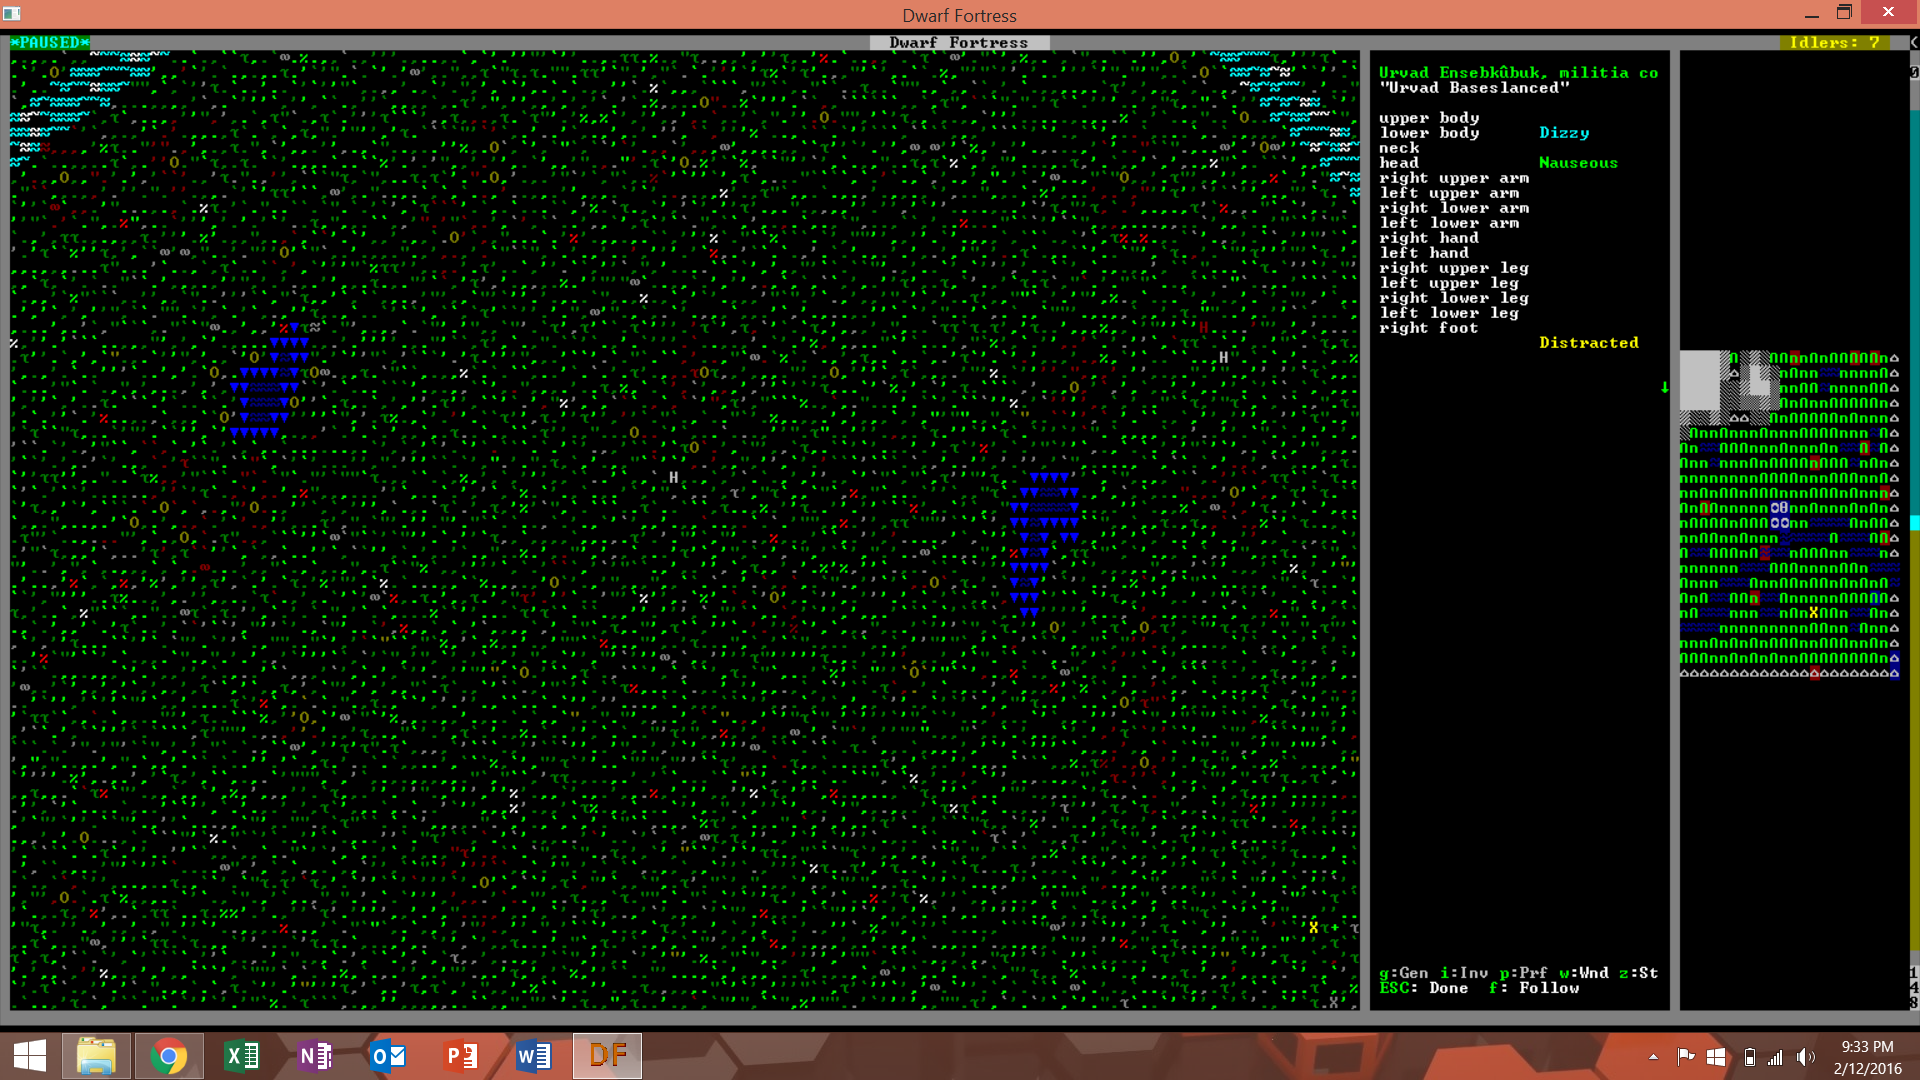 Dwarf Fortress
*PAUSED*
Dwarf Fortress
Idlers: 7
Urvad Ensebkûbuk, militia co
"Urvad Baseslanced"
upper body
lower body Dizzy
neck
head Nauseous
right upper arm
left upper arm
right lower arm
left lower arm
right hand
left hand
right upper leg
left upper leg
right lower leg
left lower leg
right foot
Distracted
g:Gen i:Inv p:Prf w:Wnd z:St
ESC: Done f: Follow
DF
9:33 PM
2/12/2016